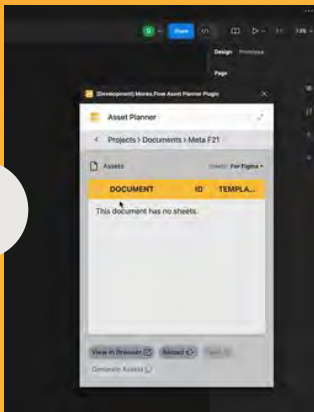 Share
Design Prototype
Page
[Development] Monks.Flow Asset Planner Plugin
Asset Planner
Projects > Documents > Meta F21
Assets
For Figma
DOCUMENT ID TEMPLA...
This document has no sheets.
View in Browser Reload
Generate Assets